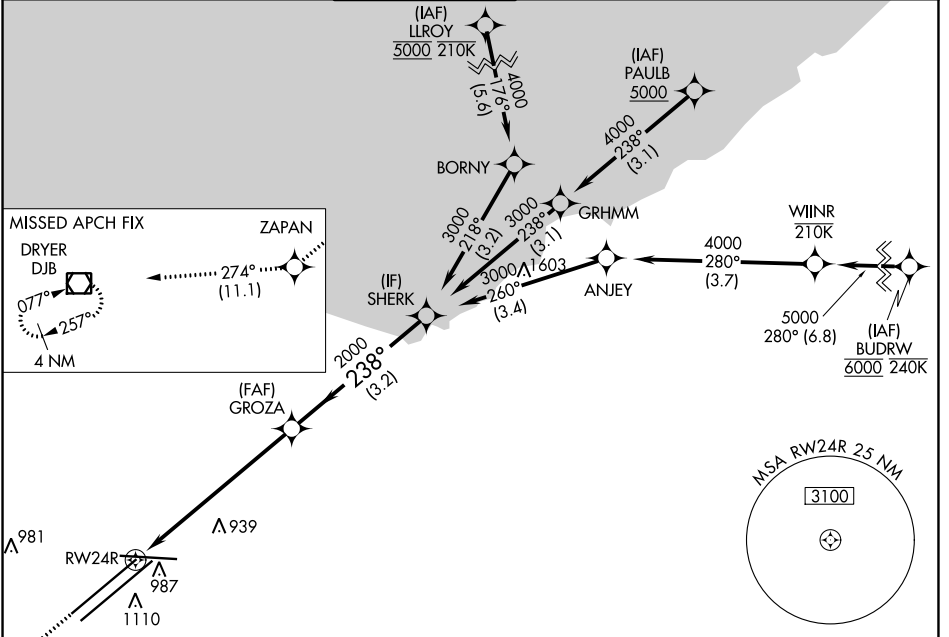 (IAF)
LLROY
5000 210K
4000
176°
(5.6)
(IAF)
PAULB
5000
4000
238°
(3.1)
BORNY
GRHMM
3000
218°
(3.2)
3000
238°
(3.1)
WIINR
210K
MISSED APCH FIX
DRYER
DJB
ZAPAN
274°
(11.1)
077°
257°
4 NM
(IF)
SHERK
3000
260°
(3.4)
1603
ANJEY
4000
280°
(3.7)
5000
280° (6.8)
(IAF)
BUDRW
6000 240K
2000
238°
(3.2)
(FAF)
GROZA
MSA RW24R 25 NM
3100
939
981
RW24R
987
1110